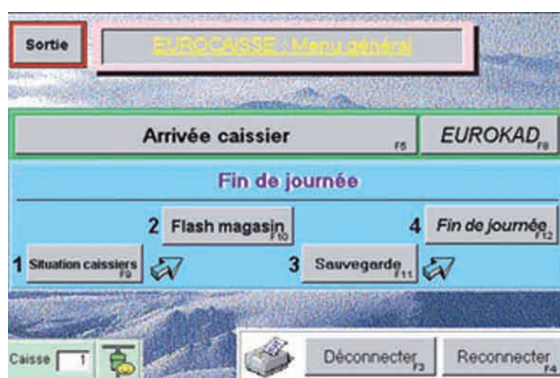 Sortie
EUROCAISSE : Menu général
Arrivée caissier F5
EUROKAD F8
Fin de journée
2 Flash magasin F10
4 Fin de journée F12
1 Situation caissiers F9
3 Sauvegarde F11
Caisse 1
Déconnecter F3
Reconnecter F4